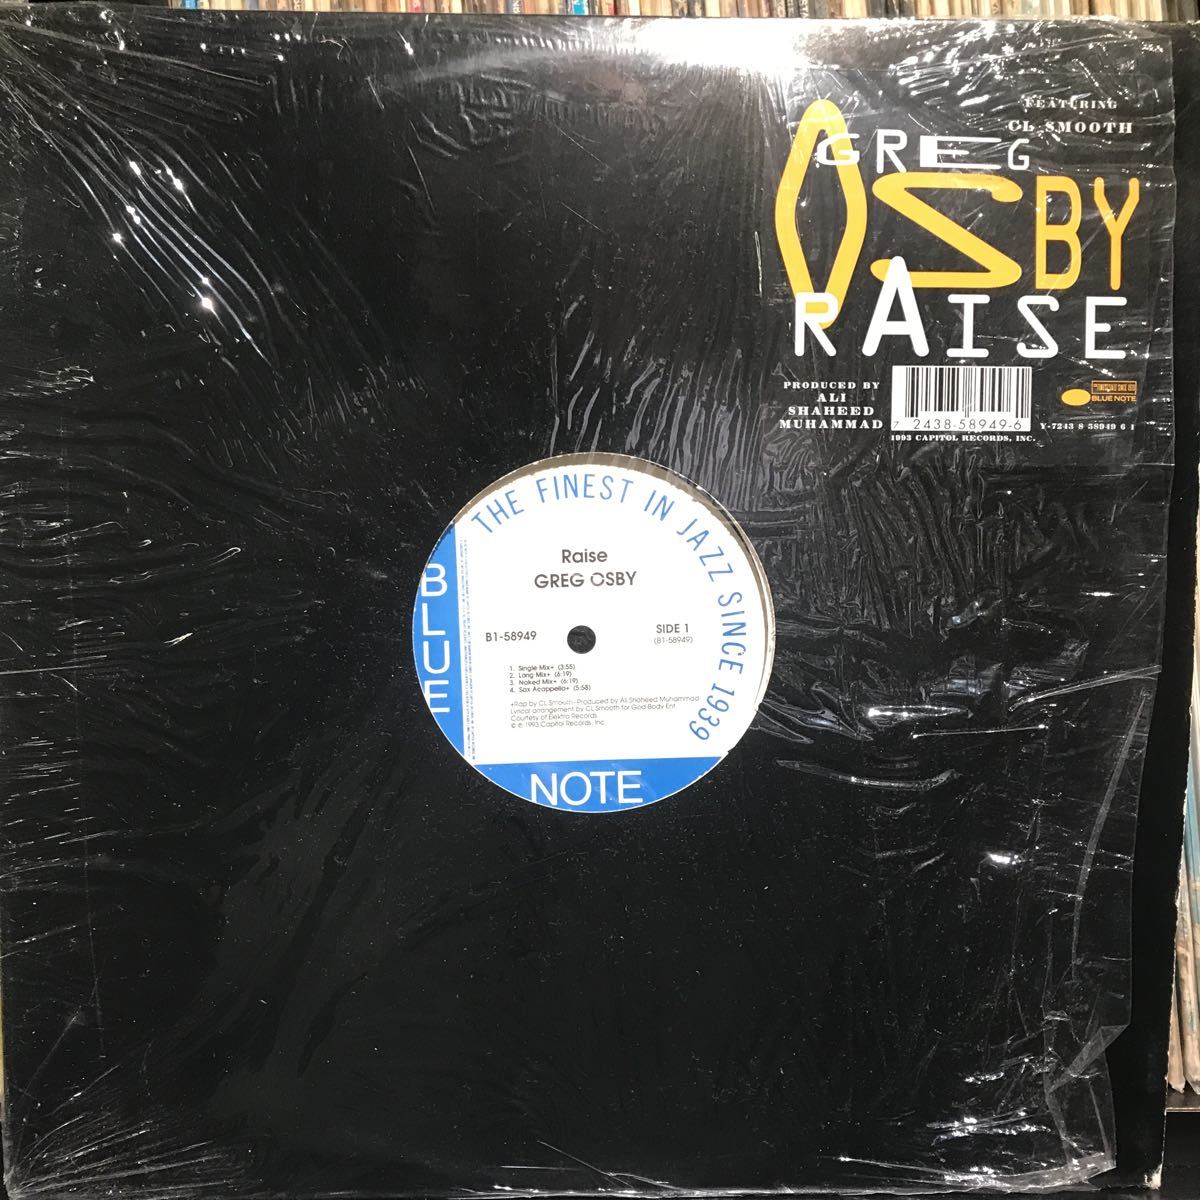 FEATURING
CL SMOOTH
GREG
OSBY
RAISE
PRODUCED BY
ALI
SHAHEED
MUHAMMAD
7 2438-58949-6
1993 CAPITOL RECORDS, INC.
BLUE NOTE
Y-7243 8 58949 6 1
THE FINEST IN JAZZ SINCE 1939
BLUE
NOTE
Raise
GREG OSBY
B1-58949
SIDE 1
(B1-58949)
1. Single Mix+ (3:55)
2. Long Mix+ (6:19)
3. Naked Mix+ (6:19)
4. Sax Acappella+ (5:58)
+Rap by CL Smooth-Produced by Ali Shaheed Muhammad
Lyrical arrangement by CL Smooth for God Body Ent
Courtesy of Elektra Records
© ℗ 1993 Capitol Records, Inc.